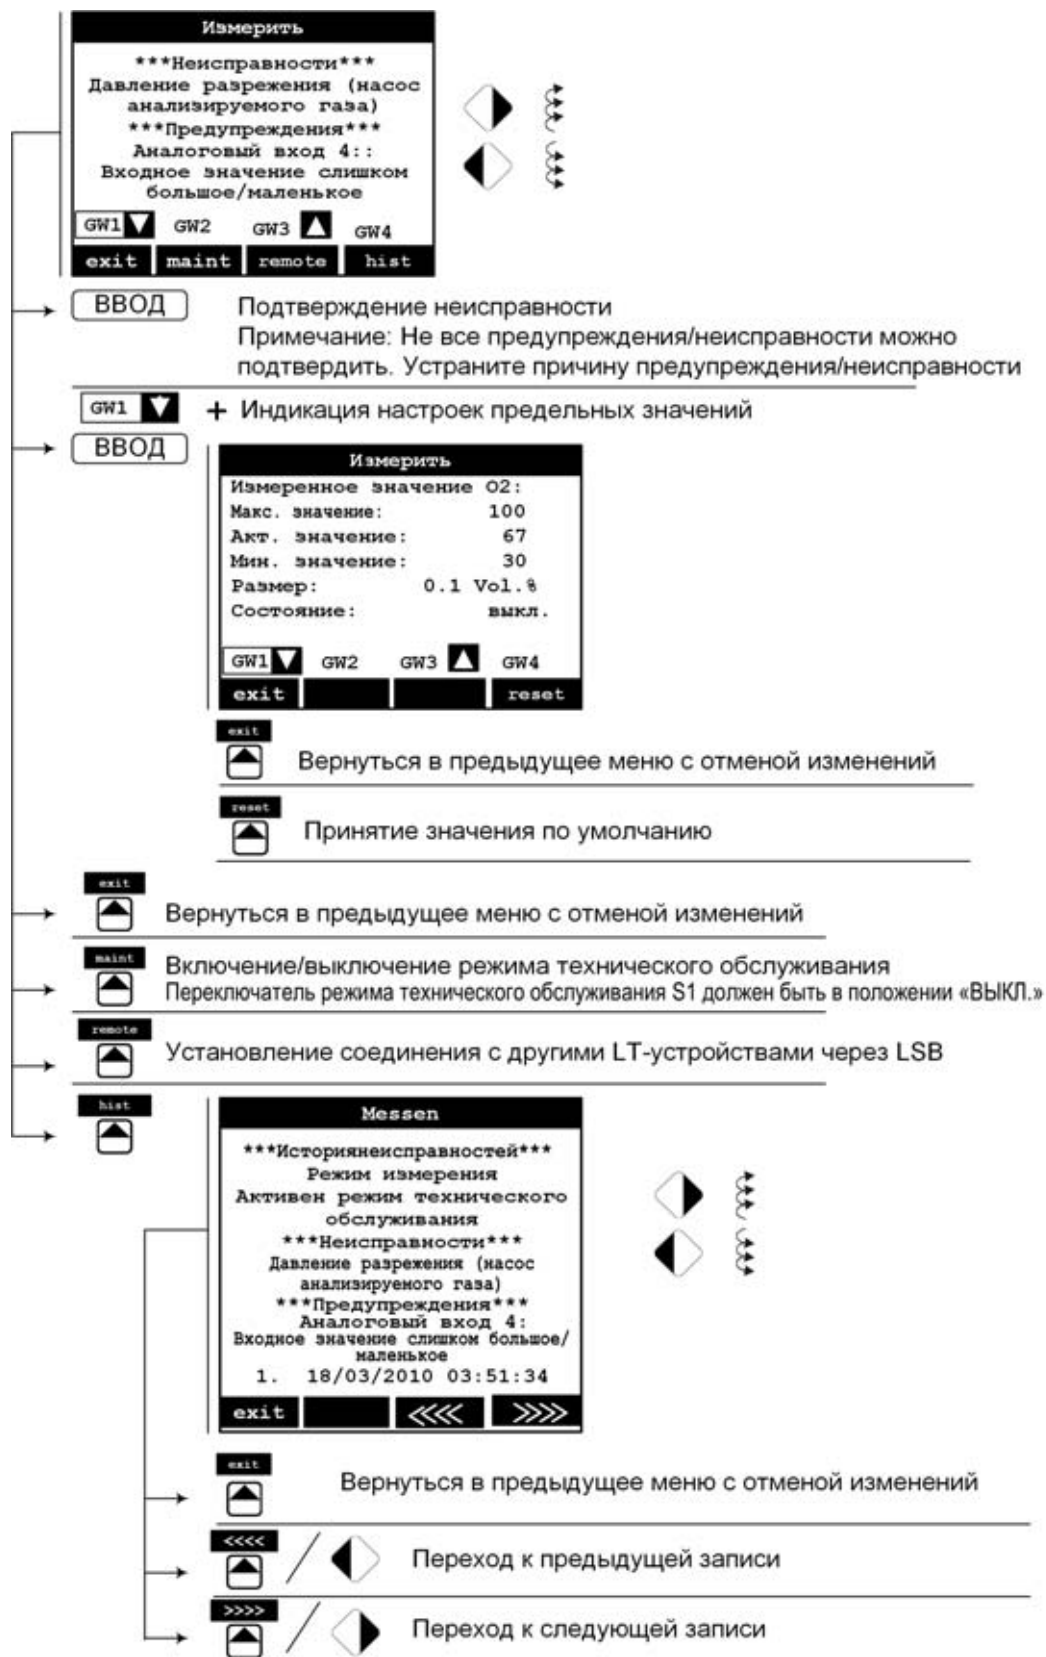 Измерить
***Неисправности***
Давление разрежения (насос
анализируемого газа)
***Предупреждения***
Аналоговый вход 4::
Входное значение слишком
большое/маленькое
GW1 GW2 GW3 GW4
exit maint remote hist
ВВОД
Подтверждение неисправности
Примечание: Не все предупреждения/неисправности можно
подтвердить. Устраните причину предупреждения/неисправности
GW1 + Индикация настроек предельных значений
ВВОД
Измерить
Измеренное значение O2:
Макс. значение: 100
Акт. значение: 67
Мин. значение: 30
Размер: 0.1 Vol.%
Состояние: выкл.
GW1 GW2 GW3 GW4
exit reset
exit
Вернуться в предыдущее меню с отменой изменений
reset
Принятие значения по умолчанию
exit
Вернуться в предыдущее меню с отменой изменений
maint
Включение/выключение режима технического обслуживания
Переключатель режима технического обслуживания S1 должен быть в положении «ВЫКЛ.»
remote
Установление соединения с другими LT-устройствами через LSB
hist
Messen
***Историянеисправностей***
Режим измерения
Активен режим технического
обслуживания
***Неисправности***
Давление разрежения (насос
анализируемого газа)
***Предупреждения***
Аналоговый вход 4:
Входное значение слишком большое/
маленькое
1. 18/03/2010 03:51:34
exit <<<< >>>>
exit
Вернуться в предыдущее меню с отменой изменений
<<<<
/ Переход к предыдущей записи
>>>>
/ Переход к следующей записи